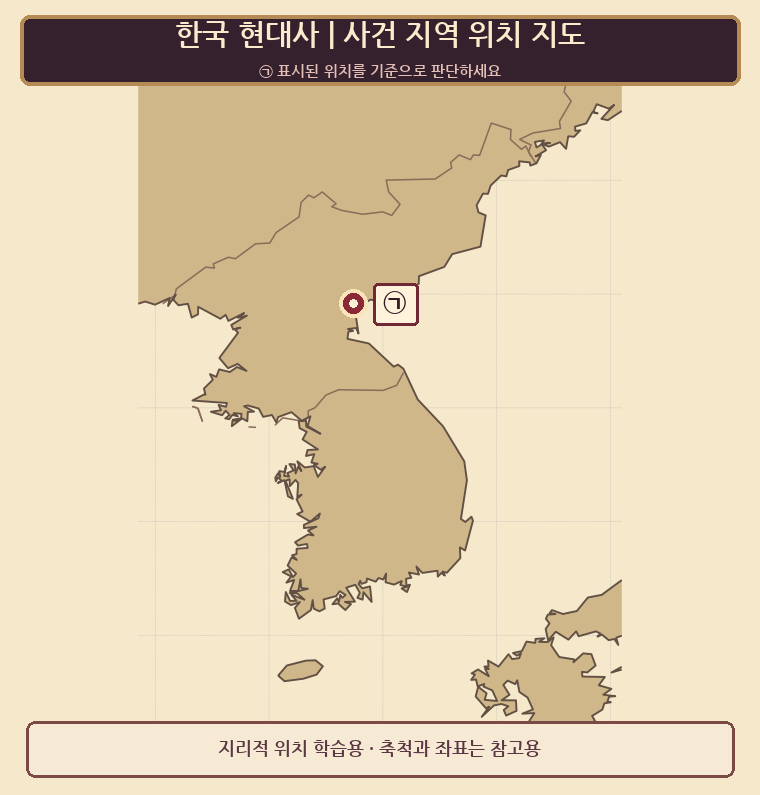 한국 현대사 | 사건 지역 위치 지도
㉠ 표시된 위치를 기준으로 판단하세요
㉠
지리적 위치 학습용 · 축척과 좌표는 참고용